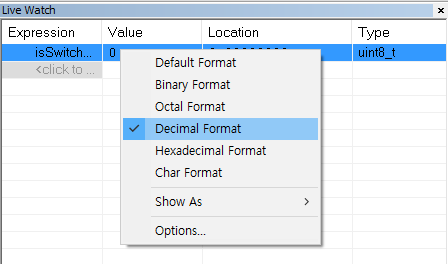 Live Watch
Expression Value Location Type
isSwitch... 0 uint8_t
<click to ...
Default Format
Binary Format
Octal Format
Decimal Format
Hexadecimal Format
Char Format
Show As
Options...